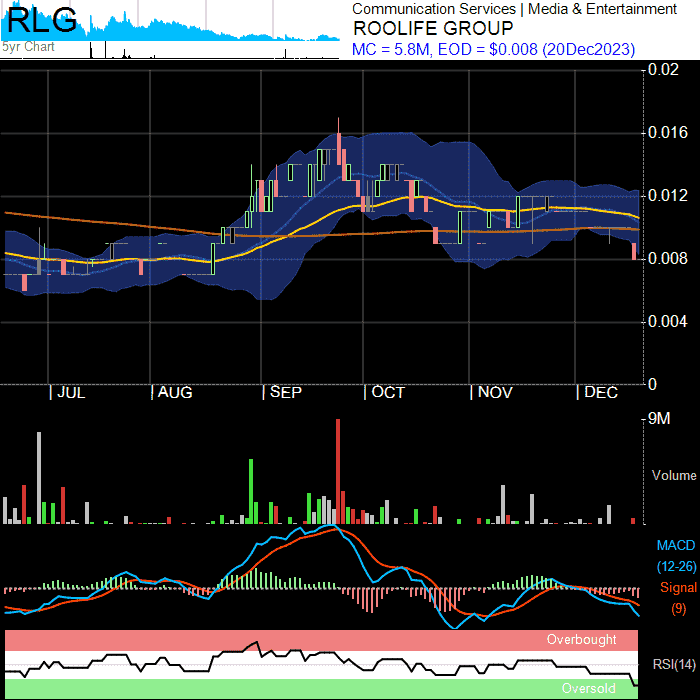 RLG
5yr Chart
Communication Services | Media & Entertainment
ROOLIFE GROUP
MC = 5.8M, EOD = $0.008 (20Dec2023)
0.02
0.016
0.012
0.008
0.004
0
| JUL | AUG | SEP | OCT | NOV | DEC
9M
Volume
MACD
(12-26)
Signal
(9)
Overbought
RSI(14)
Oversold